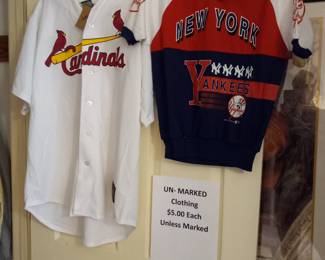 Cardinals
NEW YORK
YANKEES
UN- MARKED
Clothing
$5.00 Each
Unless Marked